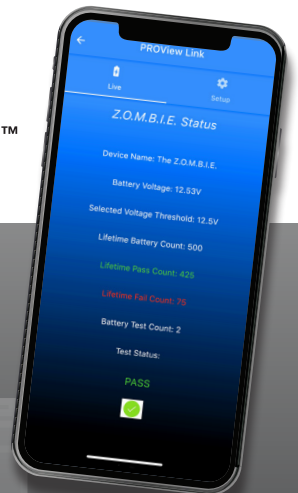 TM
PROView Link
Live
Setup
Z.O.M.B.I.E. Status
Device Name: The Z.O.M.B.I.E.
Battery Voltage: 12.53V
Selected Voltage Threshold: 12.5V
Lifetime Battery Count: 500
Lifetime Pass Count: 425
Lifetime Fail Count: 75
Battery Test Count: 2
Test Status:
PASS